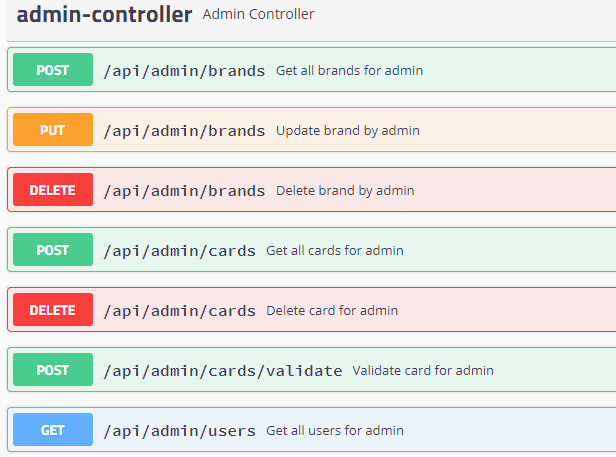 admin-controller Admin Controller
POST /api/admin/brands Get all brands for admin
PUT /api/admin/brands Update brand by admin
DELETE /api/admin/brands Delete brand by admin
POST /api/admin/cards Get all cards for admin
DELETE /api/admin/cards Delete card for admin
POST /api/admin/cards/validate Validate card for admin
GET /api/admin/users Get all users for admin